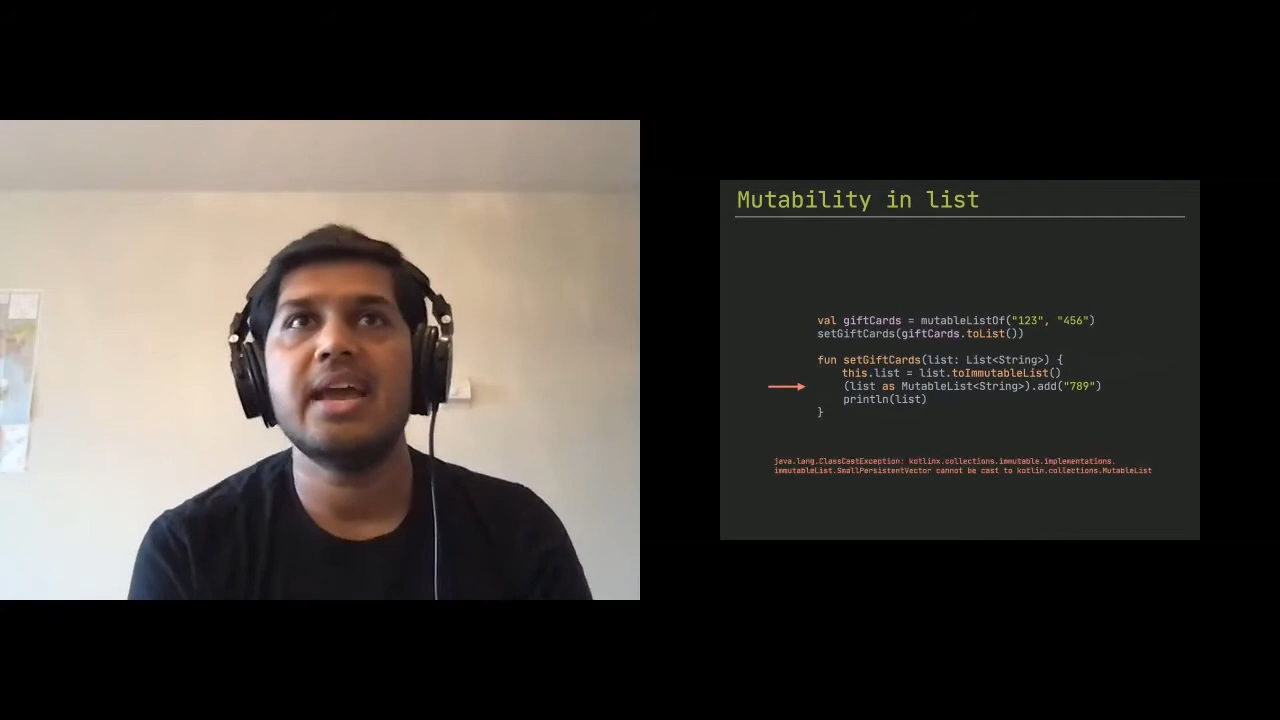 Mutability in list
val giftCards = mutableListOf("123", "456")
setGiftCards(giftCards.toList())
fun setGiftCards(list: List<String>) {
this.list = list.toImmutableList()
(list as MutableList<String>).add("789")
println(list)
}
java.lang.ClassCastException: kotlinx.collections.immutable.implementations.
immutableList.SmallPersistentVector cannot be cast to kotlin.collections.MutableList